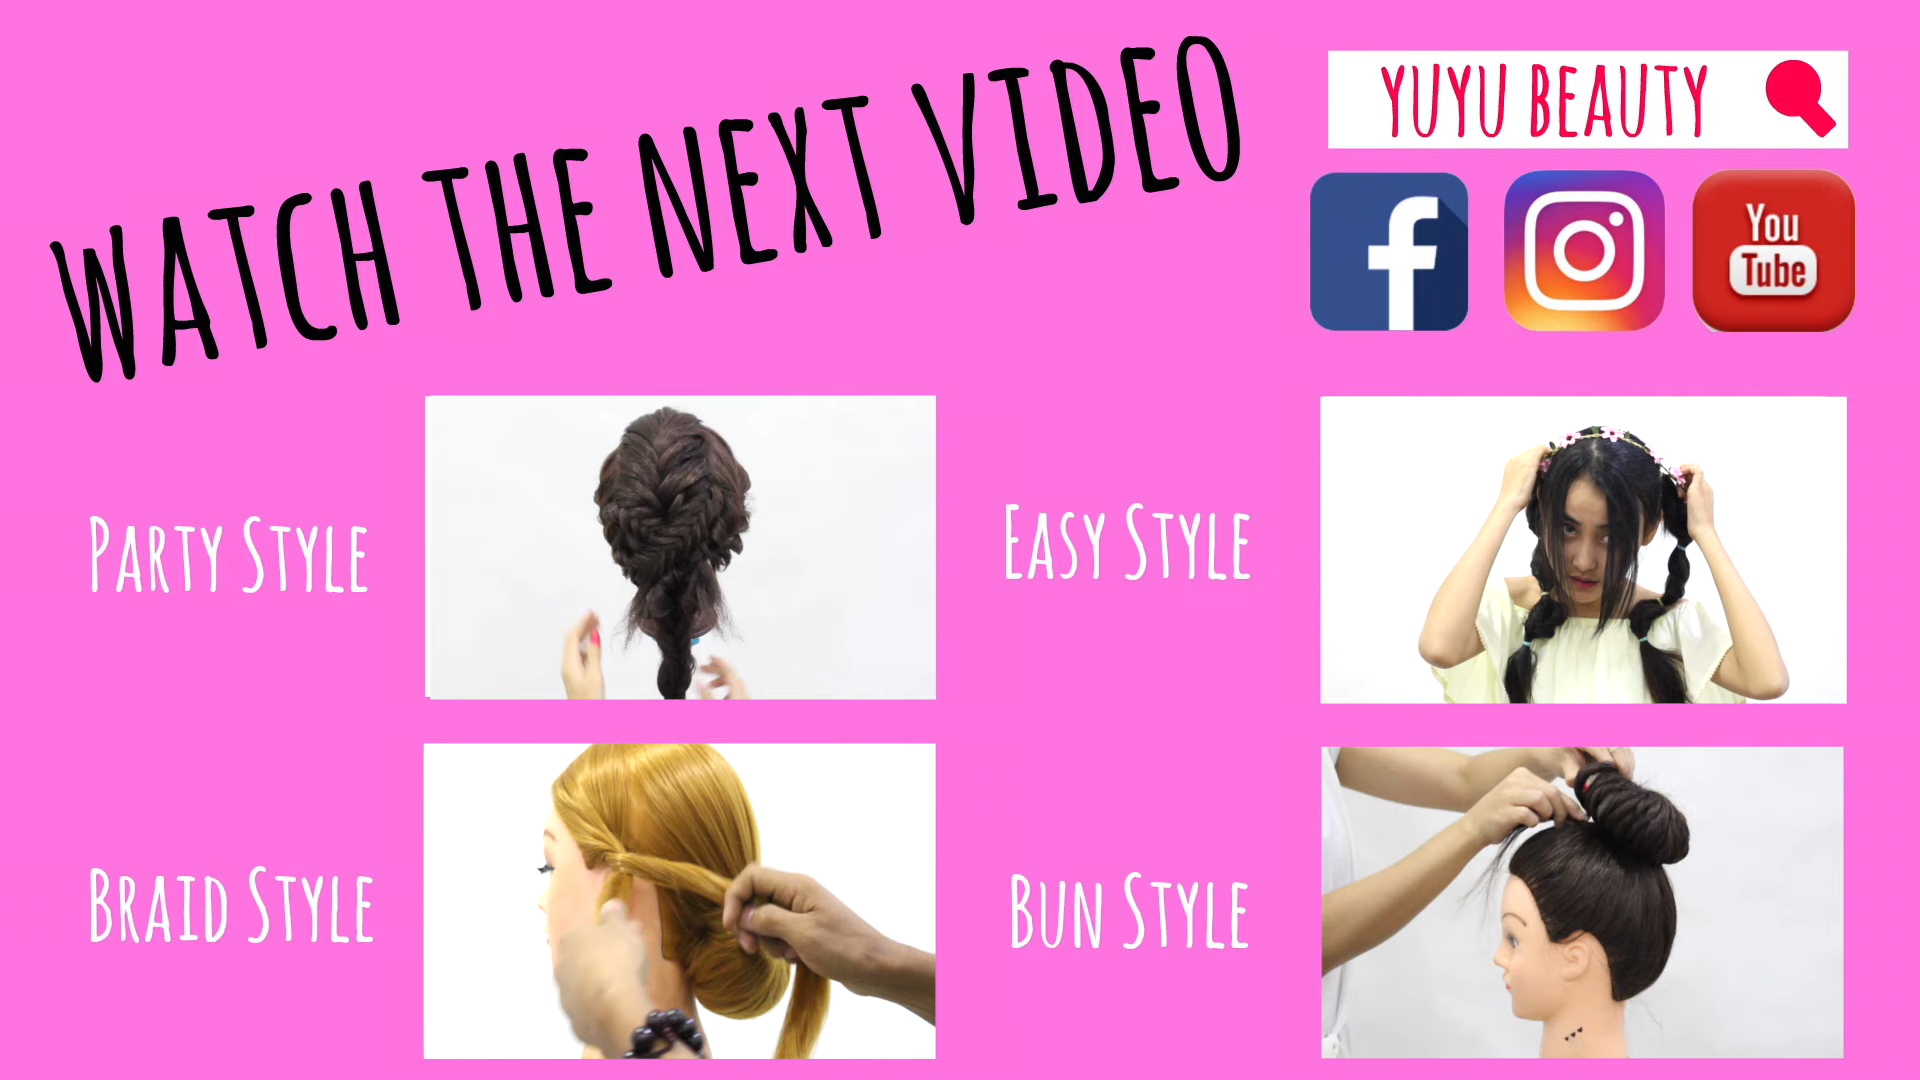 WATCH THE NEXT VIDEO
YUYU BEAUTY
f
You
Tube
PARTY STYLE
EASY STYLE
BRAID STYLE
BUN STYLE